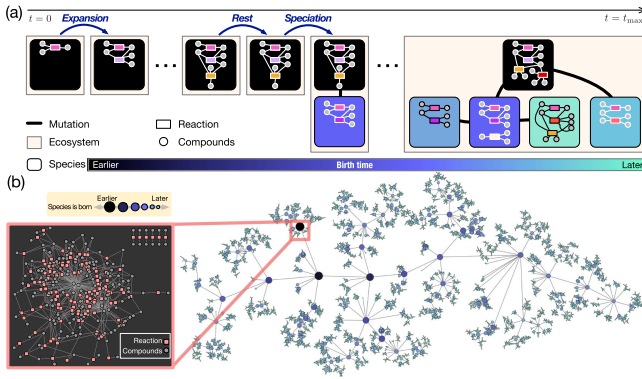 (a)
t = 0
Expansion
Rest
Speciation
t = t_max
...
...
Mutation
Reaction
Ecosystem
Compounds
Species
Earlier
Birth time
Later
(b)
Earlier
Later
Species is born
Reaction
Compounds